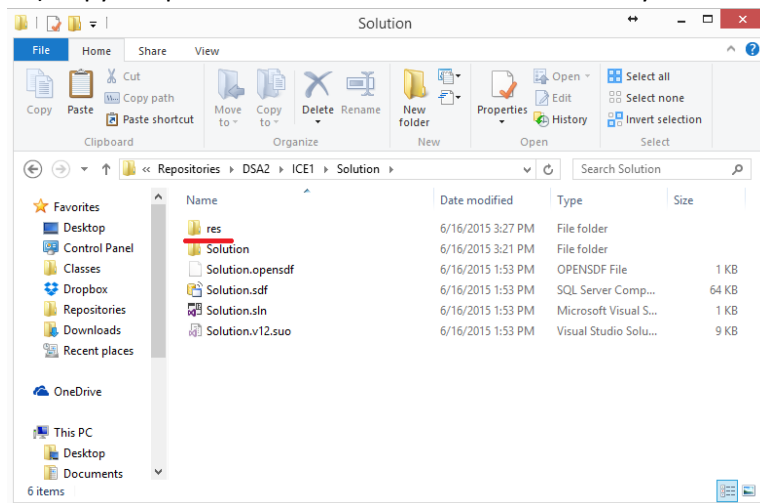 Solution
File Home Share View
Copy Paste Cut Copy path Paste shortcut Move to Copy to Delete Rename New folder Properties Open Edit History Select all Select none Invert selection
Clipboard Organize New Open Select
« Repositories DSA2 ICE1 Solution Search Solution
Favorites
Desktop
Control Panel
Classes
Dropbox
Repositories
Downloads
Recent places
OneDrive
This PC
Desktop
Documents
Name Date modified Type Size
res 6/16/2015 3:27 PM File folder
Solution 6/16/2015 3:21 PM File folder
Solution.opensdf 6/16/2015 1:53 PM OPENSDF File 1 KB
Solution.sdf 6/16/2015 1:53 PM SQL Server Comp... 64 KB
Solution.sln 6/16/2015 1:53 PM Microsoft Visual S... 1 KB
Solution.v12.suo 6/16/2015 1:53 PM Visual Studio Solu... 9 KB
6 items